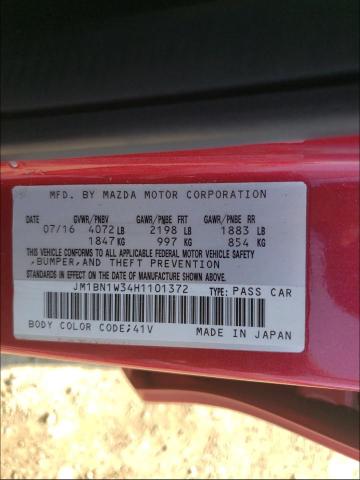 MFD. BY MAZDA MOTOR CORPORATION
DATE GVWR/PNBV GAWR/PNBE FRT GAWR/PNBE RR
07/16 4072 LB 2198 LB 1883 LB
1847 KG 997 KG 854 KG
THIS VEHICLE CONFORMS TO ALL APPLICABLE FEDERAL MOTOR VEHICLE SAFETY
,BUMPER,AND THEFT PREVENTION
STANDARDS IN EFFECT ON THE DATE OF MANUFACTURE SHOWN ABOVE.
JM1BN1W34H1101372 TYPE: PASS CAR
BODY COLOR CODE;41V MADE IN JAPAN